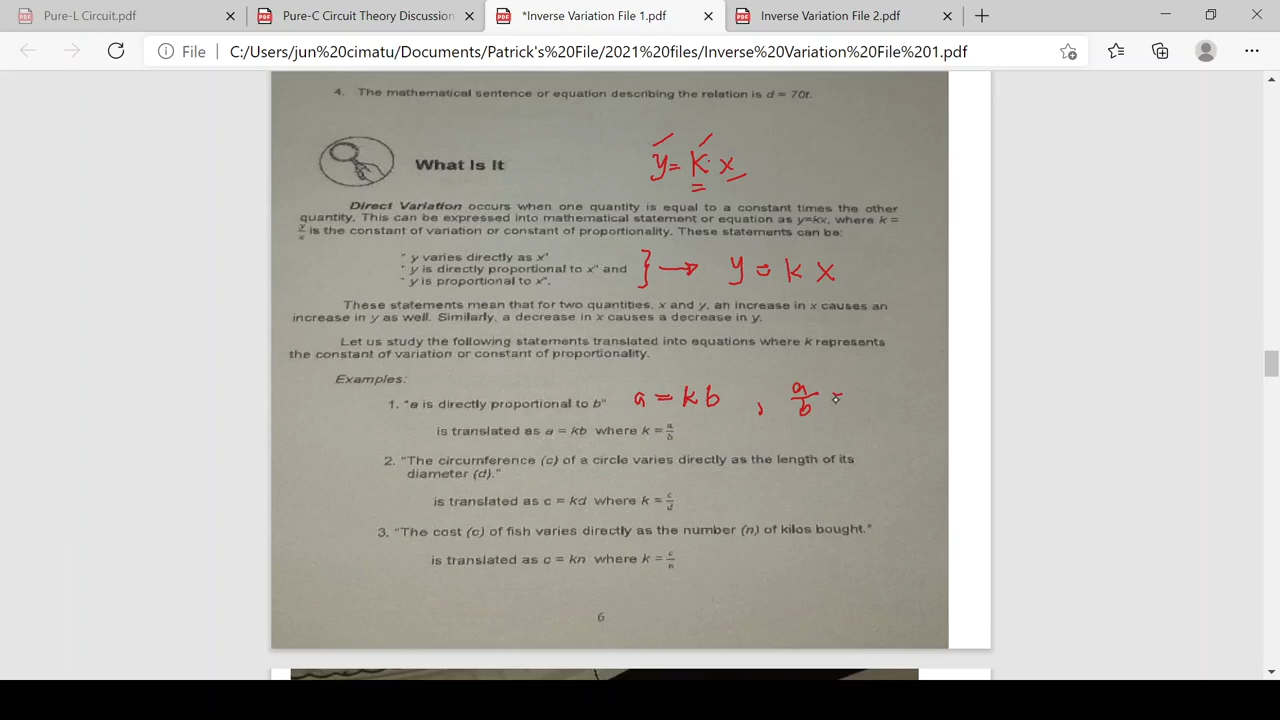 Pure-L Circuit.pdf
Pure-C Circuit Theory Discussion
*Inverse Variation File 1.pdf
Inverse Variation File 2.pdf
File
C:/Users/jun%20cimatu/Documents/Patrick's%20File/2021%20files/Inverse%20Variation%20File%201.pdf
4. The mathematical sentence or equation describing the relation is d = 70t.
What Is It
y = k · x
Direct Variation occurs when one quantity is equal to a constant times the other
quantity. This can be expressed into mathematical statement or equation as y=kx, where k =
y/x is the constant of variation or constant of proportionality. These statements can be:
" y varies directly as x"
" y is directly proportional to x" and
" y is proportional to x".
} → y = k x
These statements mean that for two quantities, x and y, an increase in x causes an
increase in y as well. Similarly, a decrease in x causes a decrease in y.
Let us study the following statements translated into equations where k represents
the constant of variation or constant of proportionality.
Examples:
1. "a is directly proportional to b" a = k b , a/b =
is translated as a = kb where k = a/b
2. "The circumference (c) of a circle varies directly as the length of its
diameter (d)."
is translated as c = kd where k = c/d
3. "The cost (c) of fish varies directly as the number (n) of kilos bought."
is translated as c = kn where k = c/n
6